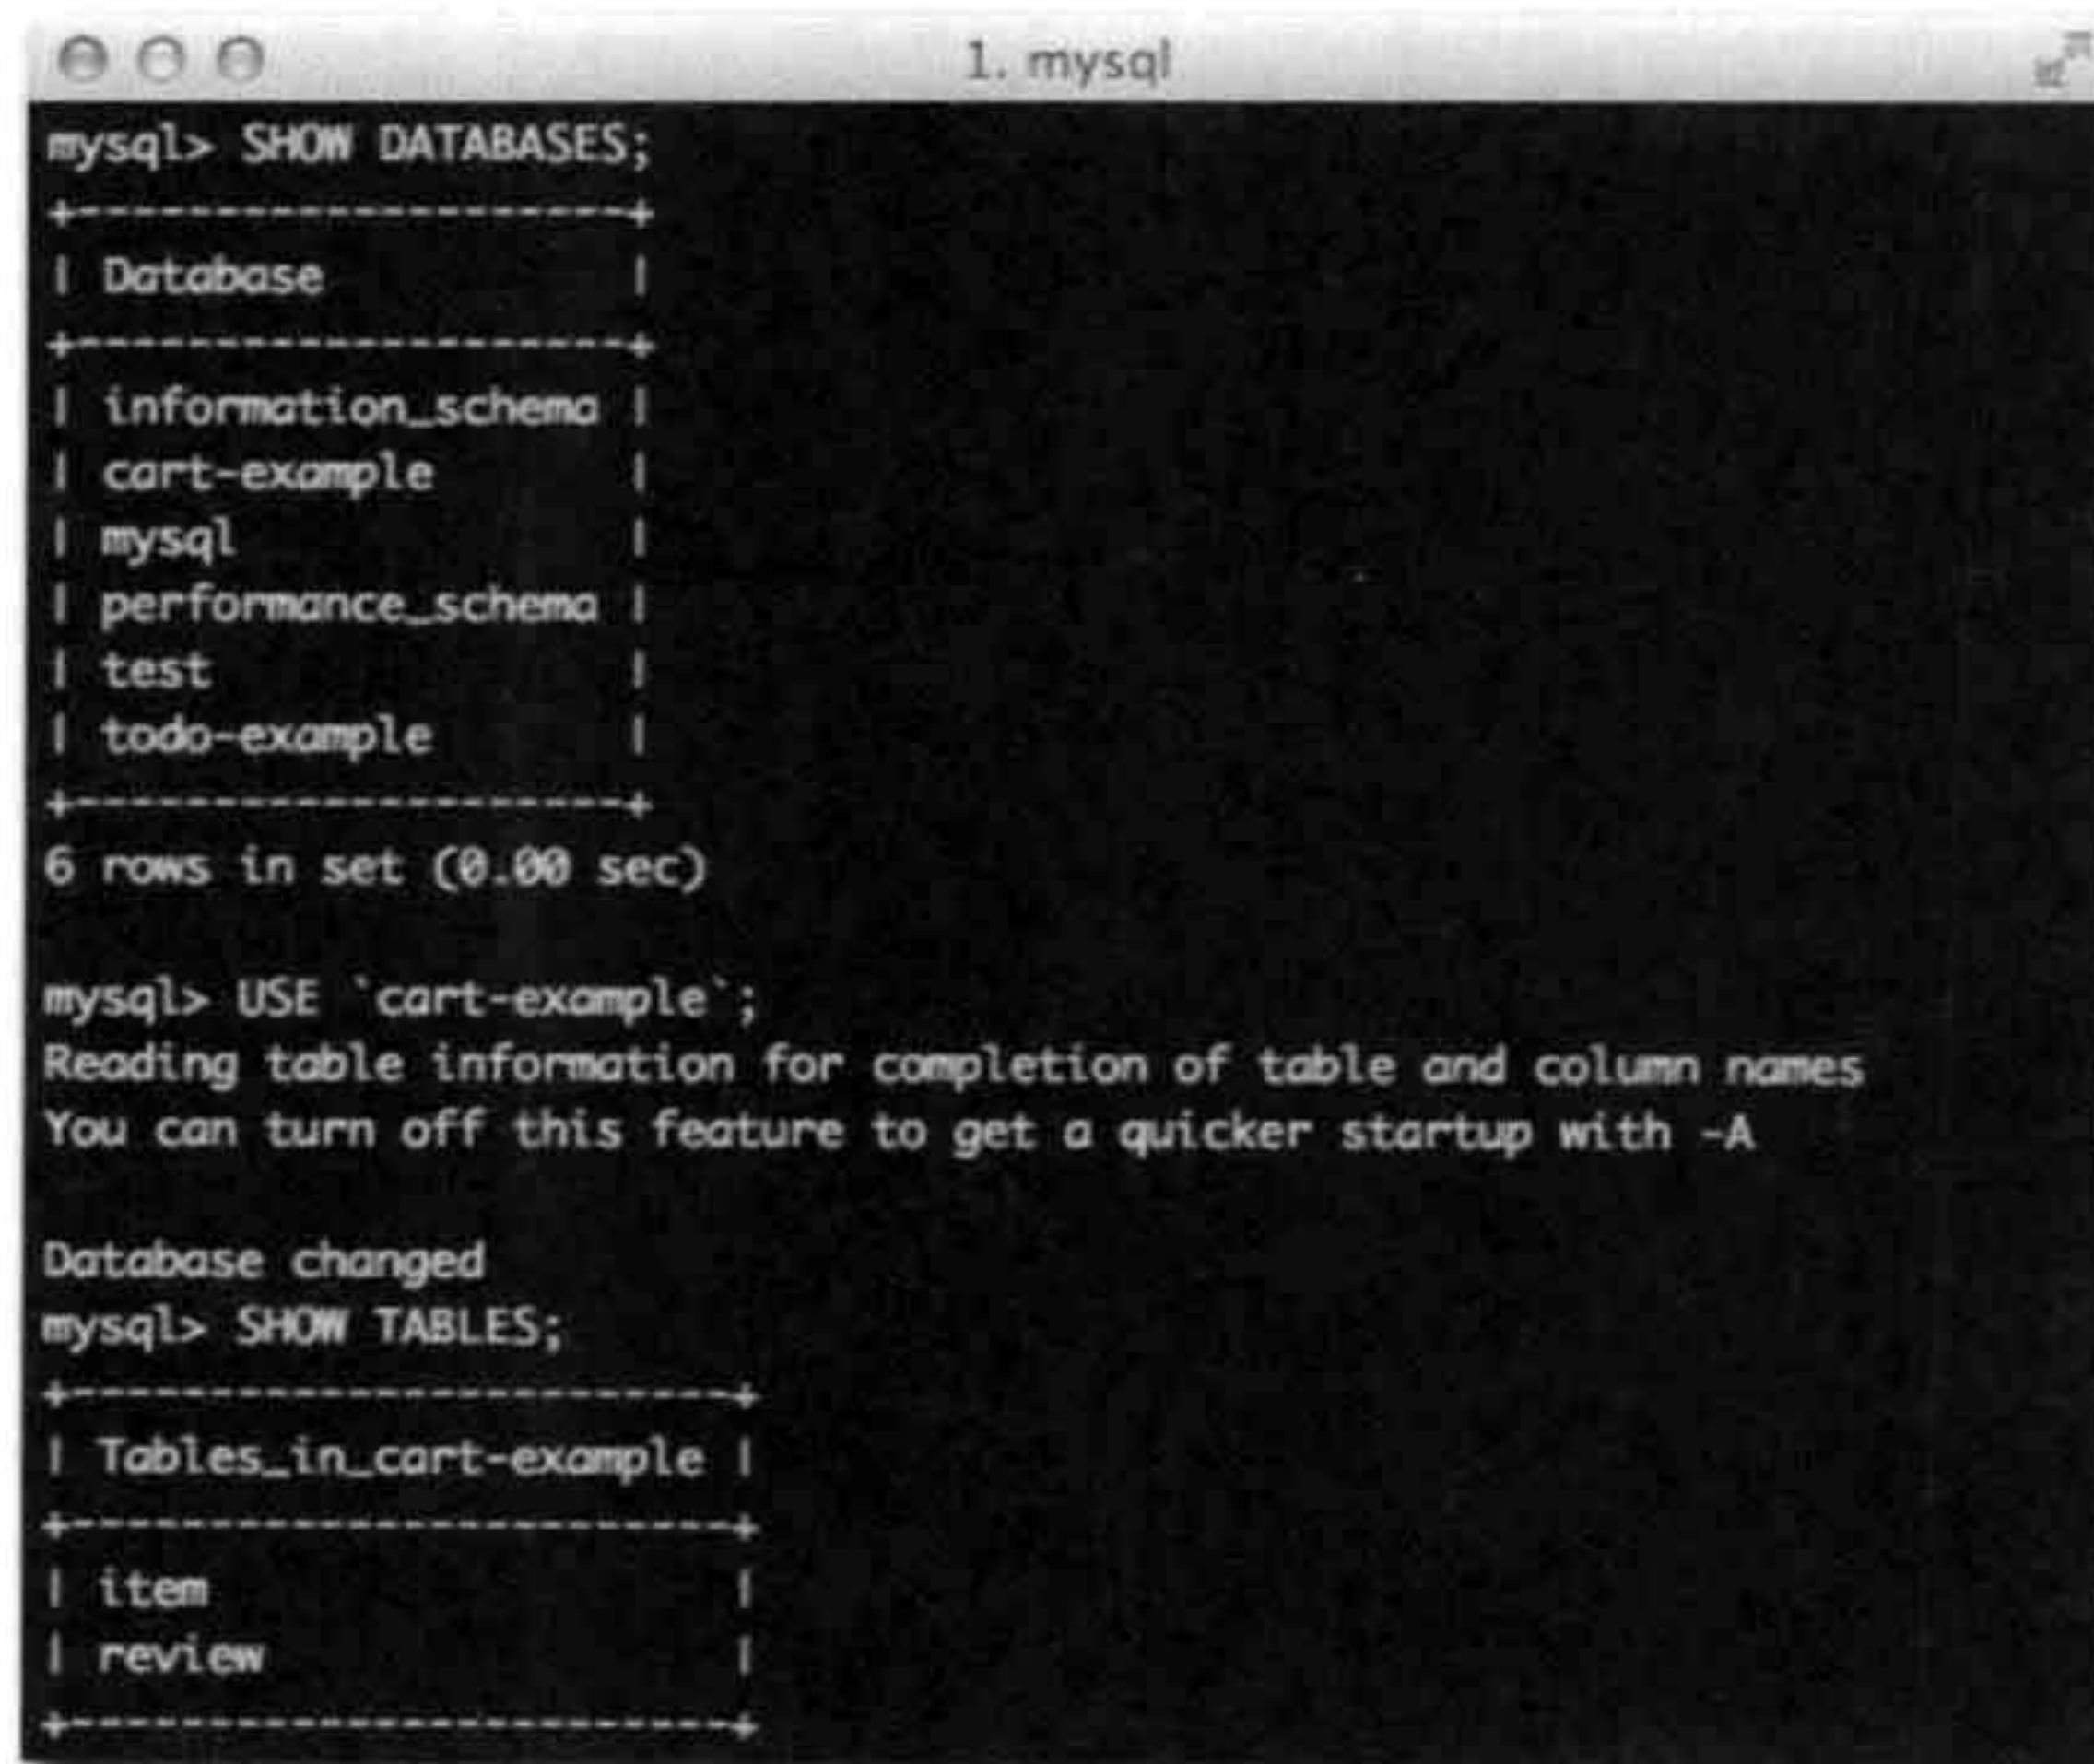 1. mysql
mysql> SHOW DATABASES;
+--------------------+
| Database           |
+--------------------+
| information_schema |
| cart-example       |
| mysql              |
| performance_schema |
| test               |
| todo-example       |
+--------------------+
6 rows in set (0.00 sec)
mysql> USE `cart-example`;
Reading table information for completion of table and column names
You can turn off this feature to get a quicker startup with -A
Database changed
mysql> SHOW TABLES;
+------------------------+
| Tables_in_cart-example |
+------------------------+
| item                   |
| review                 |
+------------------------+